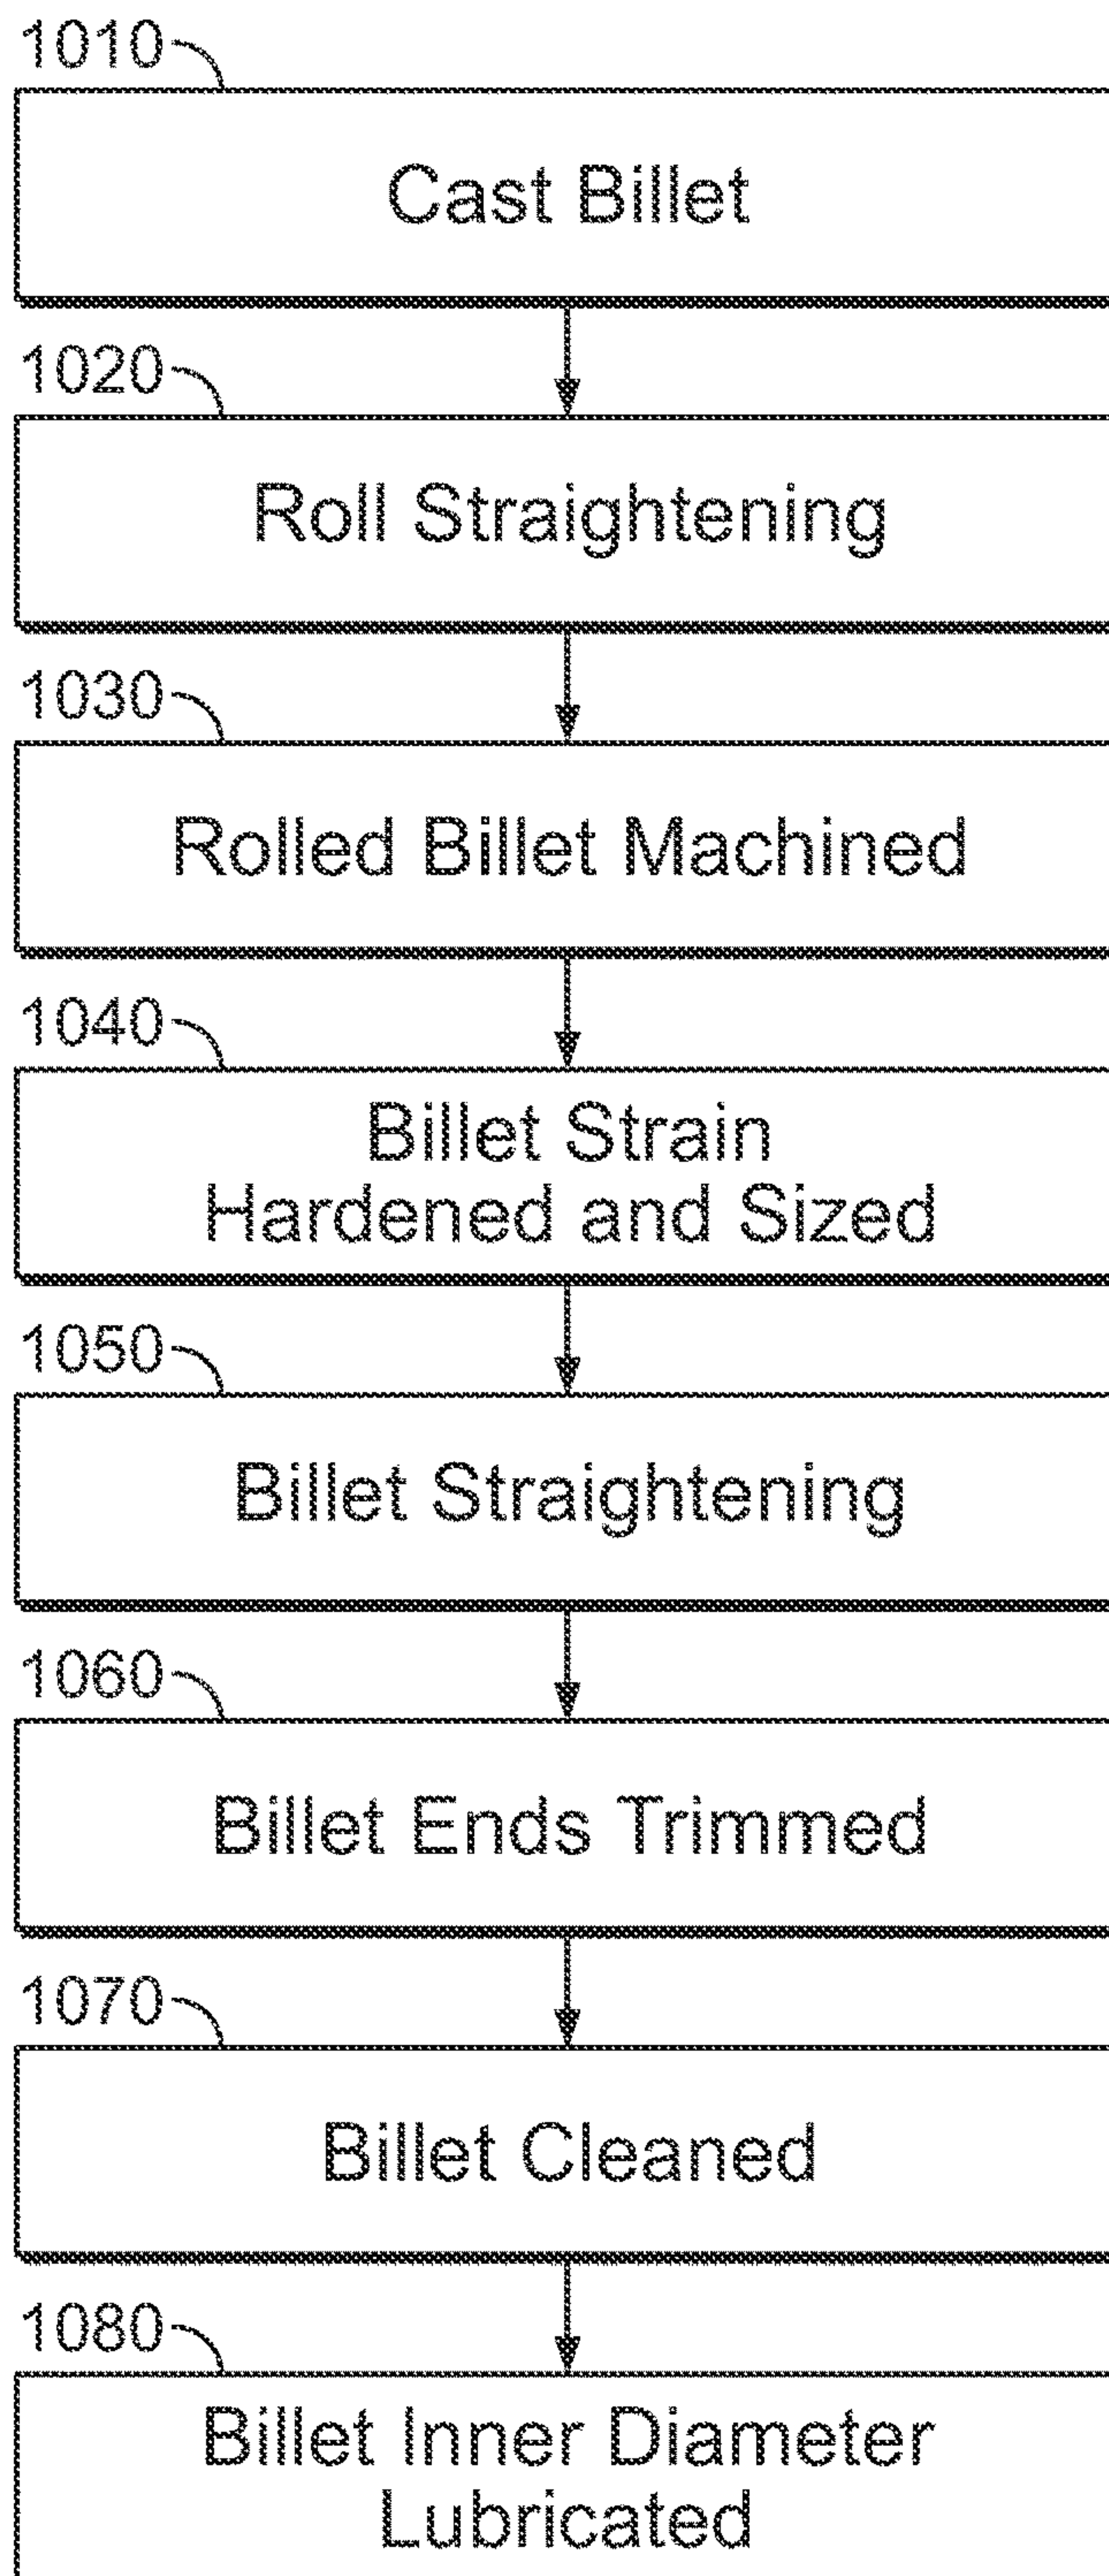 1010
Cast Billet
1020
Roll Straightening
1030
Rolled Billet Machined
1040
Billet Strain
Hardened and Sized
1050
Billet Straightening
1060
Billet Ends Trimmed
1070
Billet Cleaned
1080
Billet Inner Diameter
Lubricated